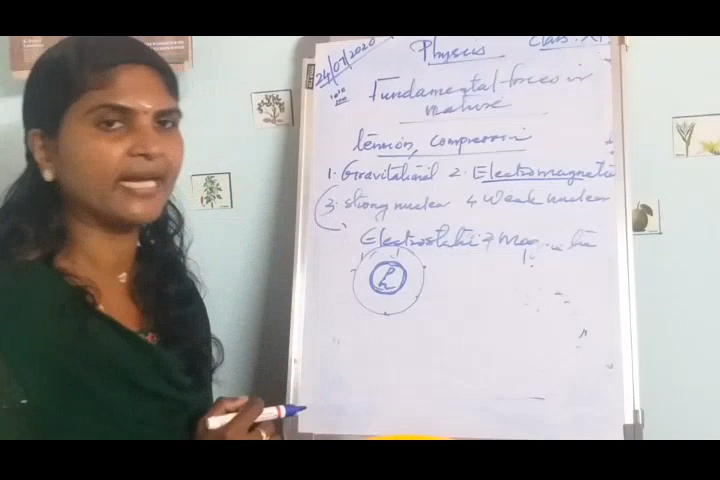 24/07/2020
Physics
Class: XI
Fundamental forces in
nature
tension, compression
1. Gravitational 2. Electromagnetic
3. strong nuclear 4 Weak nuclear
Electrostatic +
P
n